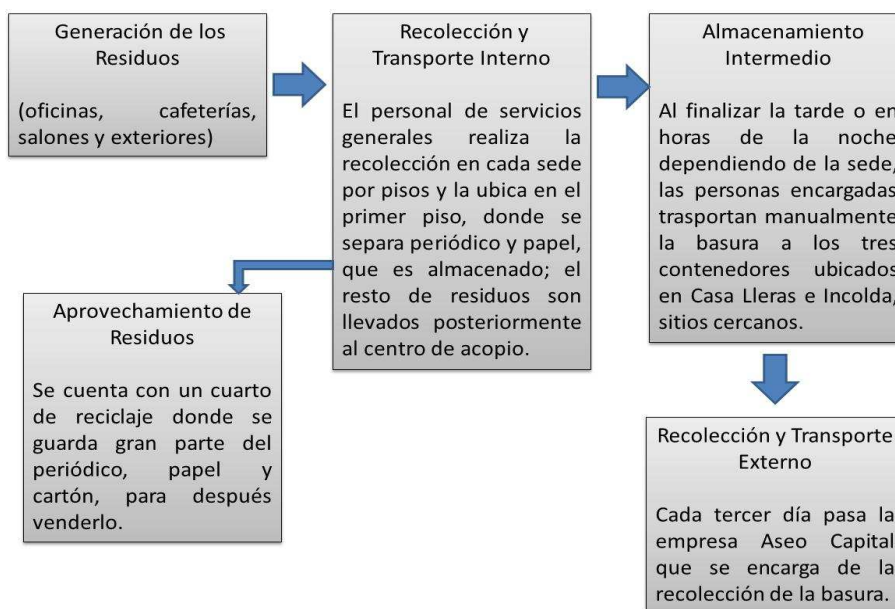 Generación de los
Residuos
(oficinas, cafeterías,
salones y exteriores)
Recolección y
Transporte Interno
El personal de servicios
generales realiza la
recolección en cada sede
por pisos y la ubica en el
primer piso, donde se
separa periódico y papel,
que es almacenado; el
resto de residuos son
llevados posteriormente
al centro de acopio.
Almacenamiento
Intermedio
Al finalizar la tarde o en
horas de la noche
dependiendo de la sede,
las personas encargadas
trasportan manualmente
la basura a los tres
contenedores ubicados
en Casa Lleras e Incolda,
sitios cercanos.
Aprovechamiento de
Residuos
Se cuenta con un cuarto
de reciclaje donde se
guarda gran parte del
periódico, papel y
cartón, para después
venderlo.
Recolección y Transporte
Externo
Cada tercer día pasa la
empresa Aseo Capital
que se encarga de la
recolección de la basura.